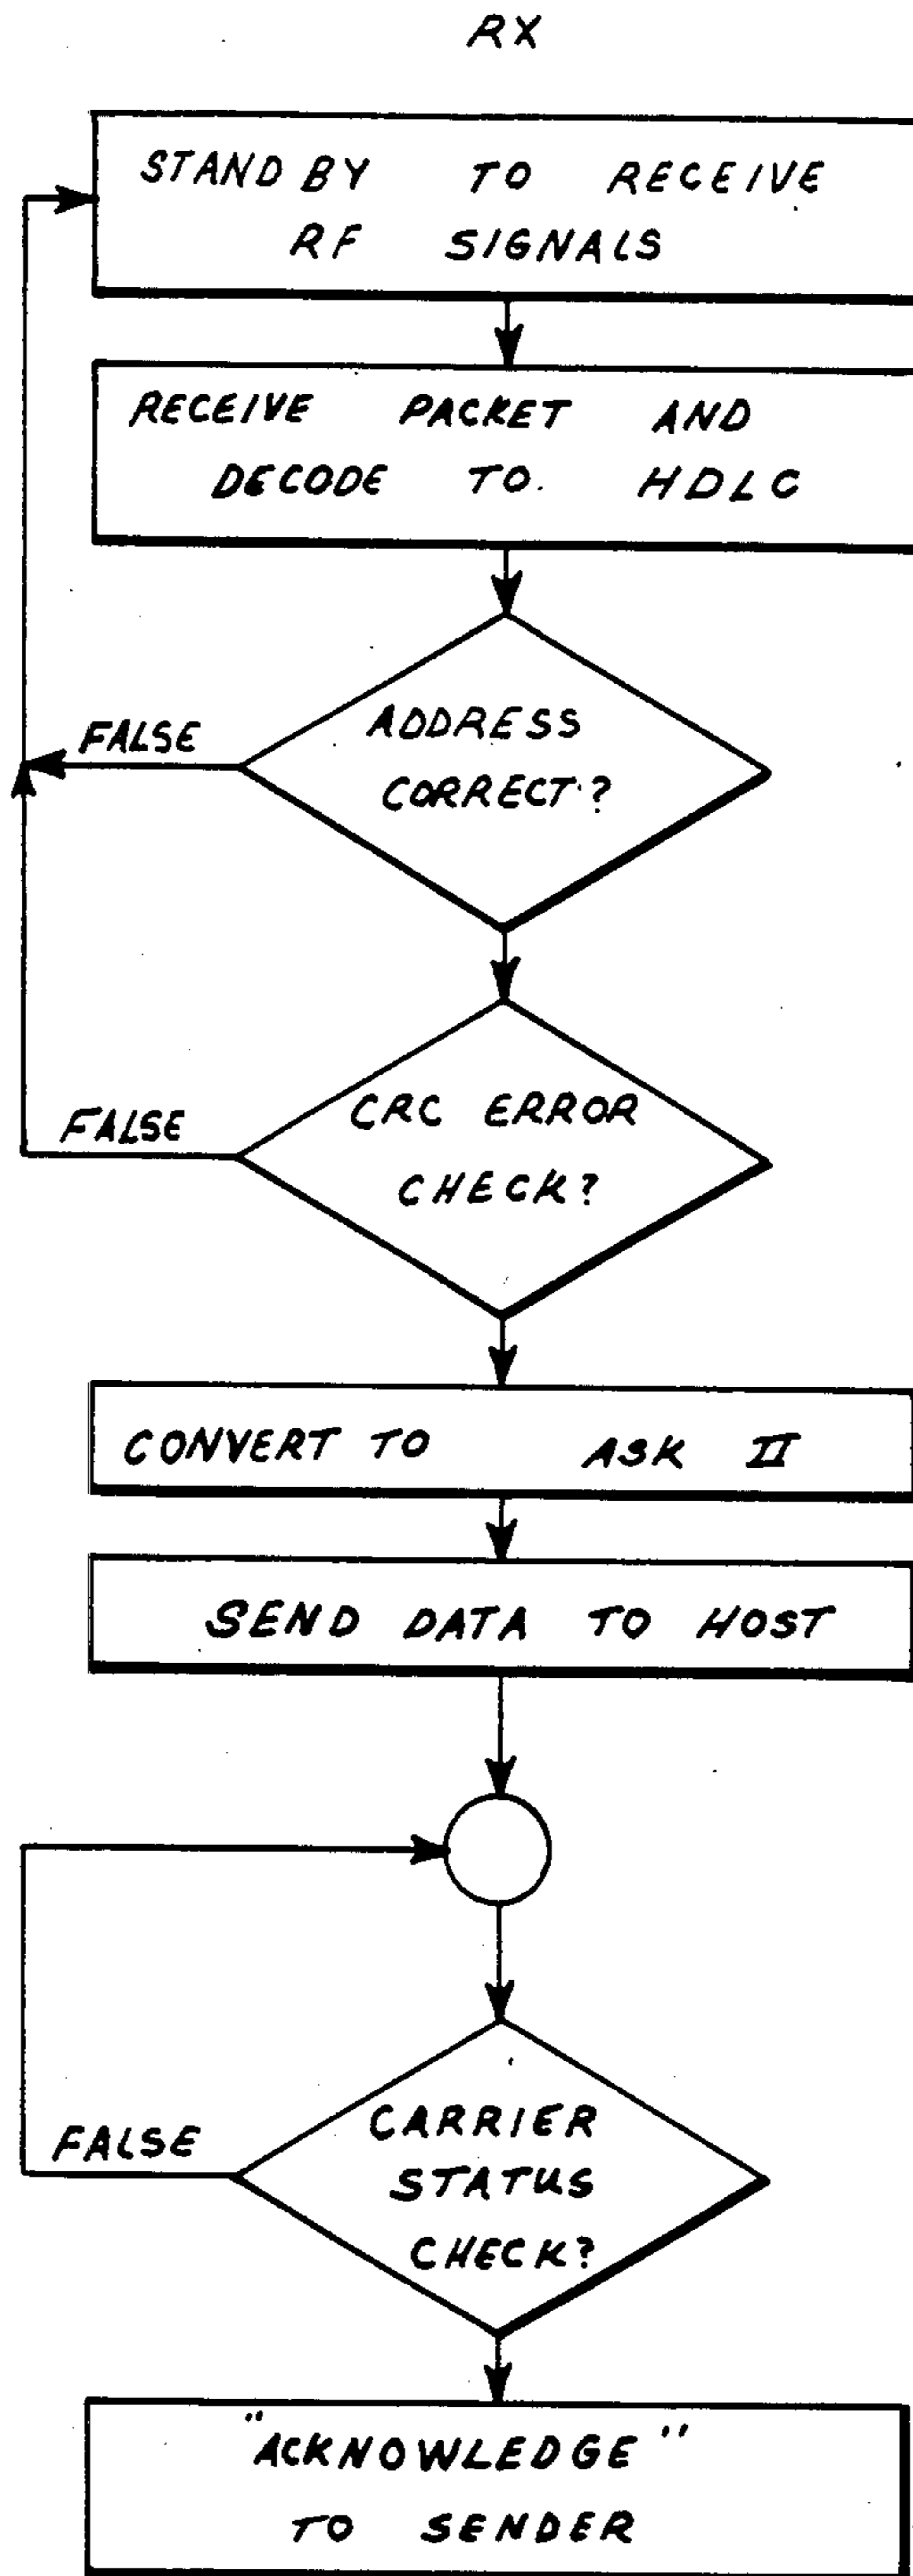 RX
STAND BY TO RECEIVE
RF SIGNALS
RECEIVE PACKET AND
DECODE TO. HDLC
ADDRESS
CORRECT?
FALSE
CRC ERROR
CHECK?
FALSE
CONVERT TO ASK II
SEND DATA TO HOST
CARRIER
STATUS
CHECK?
FALSE
"ACKNOWLEDGE"
TO SENDER